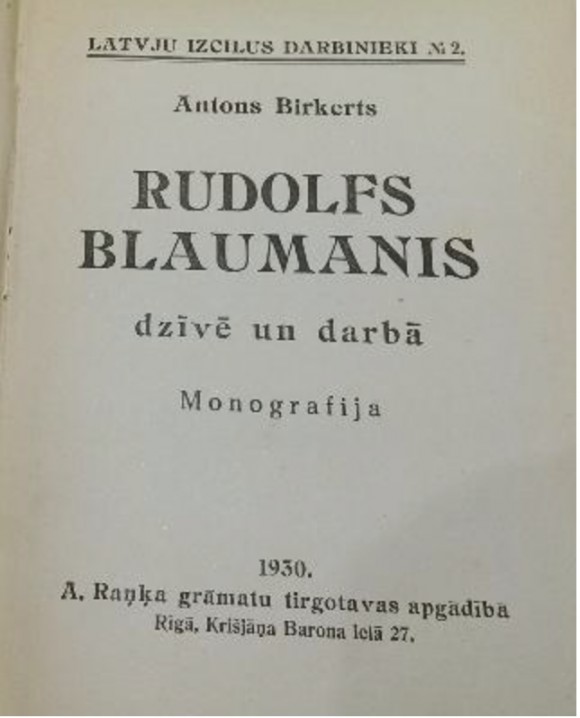 LATVJU IZCILUS DARBINIEKI № 2.
Antons Birkerts
RUDOLFS
BLAUMANIS
dzīvē un darbā
Monografija
1930.
A. Raņķa grāmatu tirgotavas apgādībā
Rīgā, Krišjāņa Barona ielā 27.